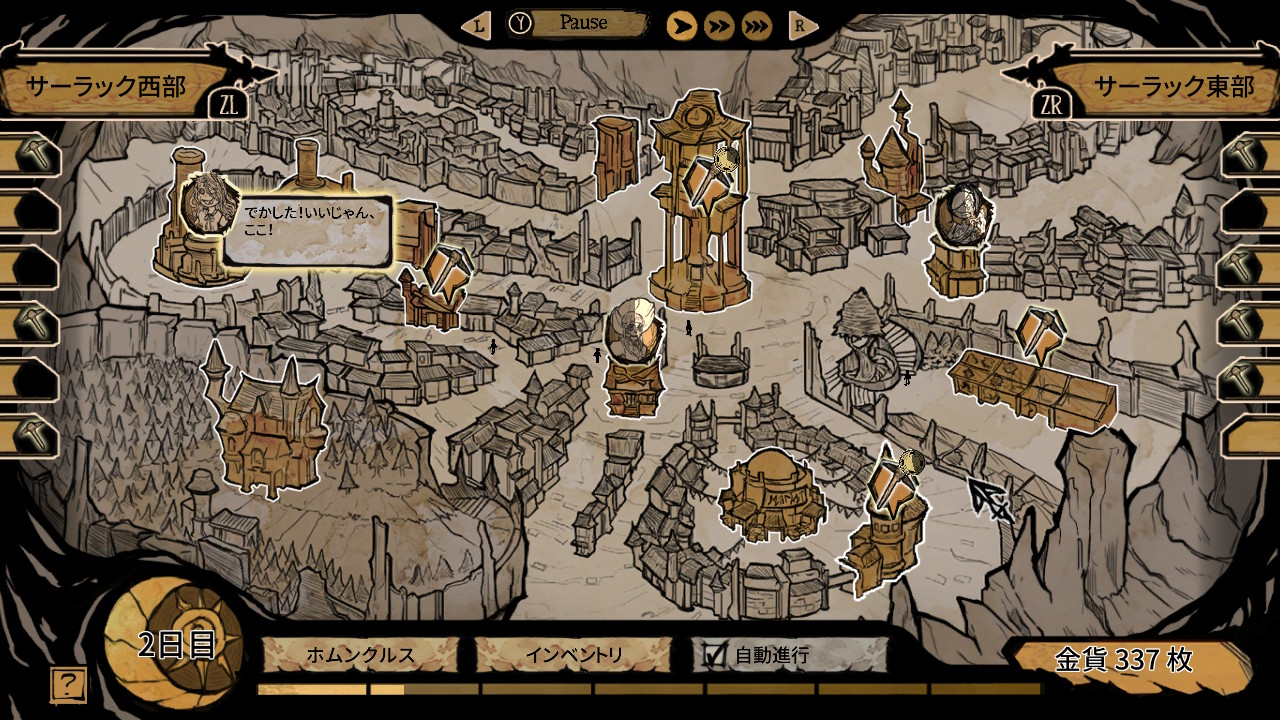 L Y Pause R
サーラック西部
ZL
サーラック東部
ZR
でかした!いいじゃん、
ここ!
MARKET
2日目
ホムンクルス
インベントリ
自動進行
金貨 337 枚
?